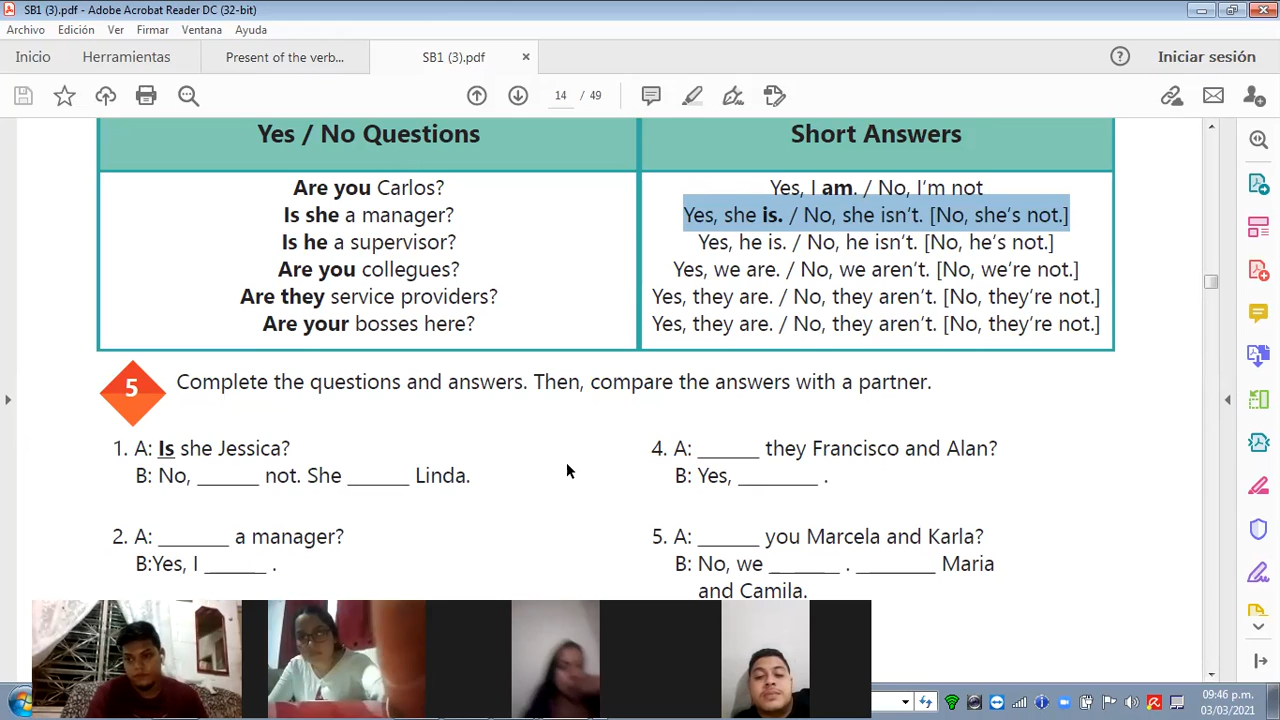 SB1 (3).pdf - Adobe Acrobat Reader DC (32-bit)
Archivo Edición Ver Firmar Ventana Ayuda
Inicio Herramientas Present of the verb... SB1 (3).pdf × Iniciar sesión
14 / 49
Yes / No Questions Short Answers
Are you Carlos? Yes, I am. / No, I'm not
Is she a manager? Yes, she is. / No, she isn't. [No, she's not.]
Is he a supervisor? Yes, he is. / No, he isn't. [No, he's not.]
Are you collegues? Yes, we are. / No, we aren't. [No, we're not.]
Are they service providers? Yes, they are. / No, they aren't. [No, they're not.]
Are your bosses here? Yes, they are. / No, they aren't. [No, they're not.]
5 Complete the questions and answers. Then, compare the answers with a partner.
1. A: Is she Jessica?
B: No, ______ not. She ______ Linda.
2. A: _______ a manager?
B:Yes, I ______ .
4. A: ______ they Francisco and Alan?
B: Yes, ________ .
5. A: ______ you Marcela and Karla?
B: No, we _______ . ________ Maria
and Camila.
09:46 p.m.
03/03/2021